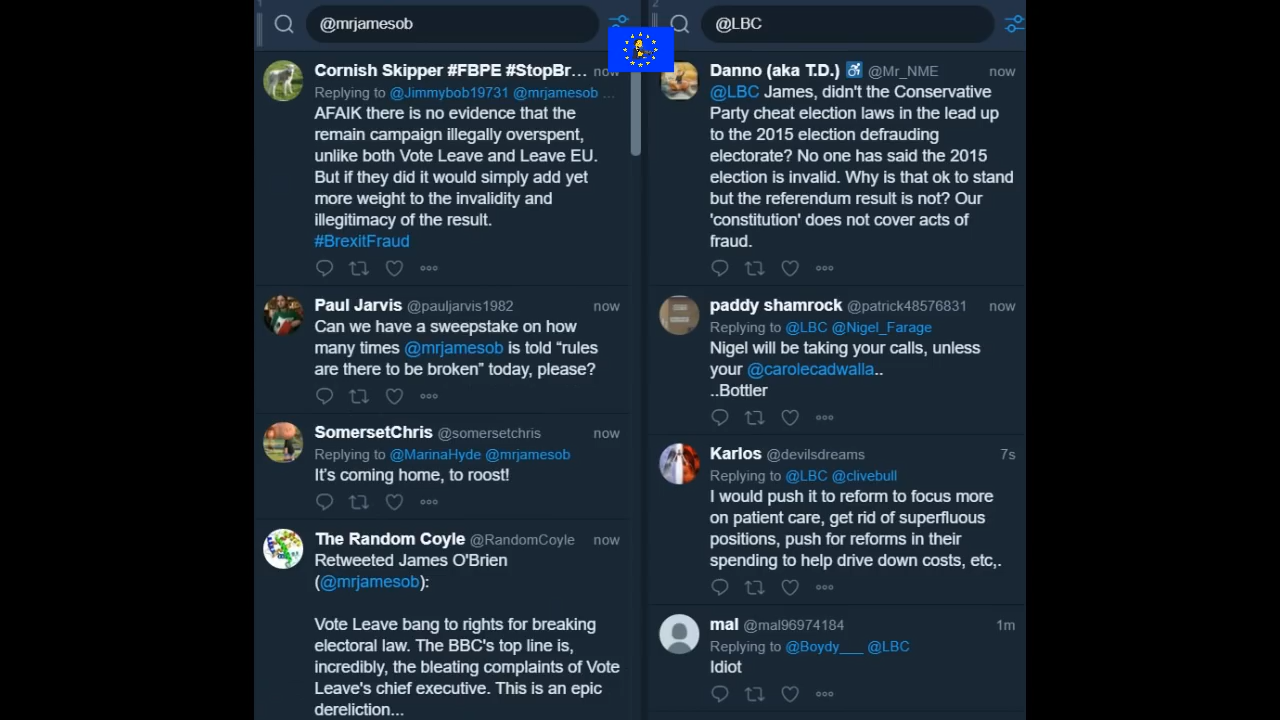 1
@mrjamesob
Cornish Skipper #FBPE #StopBr... now
Replying to @Jimmybob19731 @mrjamesob ...
AFAIK there is no evidence that the
remain campaign illegally overspent,
unlike both Vote Leave and Leave EU.
But if they did it would simply add yet
more weight to the invalidity and
illegitimacy of the result.
#BrexitFraud
Paul Jarvis @pauljarvis1982 now
Can we have a sweepstake on how
many times @mrjamesob is told “rules
are there to be broken” today, please?
SomersetChris @somersetchris now
Replying to @MarinaHyde @mrjamesob
It's coming home, to roost!
The Random Coyle @RandomCoyle now
Retweeted James O'Brien
(@mrjamesob):
Vote Leave bang to rights for breaking
electoral law. The BBC's top line is,
incredibly, the bleating complaints of Vote
Leave's chief executive. This is an epic
dereliction...
2
@LBC
Danno (aka T.D.) ♿ @Mr_NME now
@LBC James, didn't the Conservative
Party cheat election laws in the lead up
to the 2015 election defrauding
electorate? No one has said the 2015
election is invalid. Why is that ok to stand
but the referendum result is not? Our
'constitution' does not cover acts of
fraud.
paddy shamrock @patrick48576831 now
Replying to @LBC @Nigel_Farage
Nigel will be taking your calls, unless
your @carolecadwalla..
..Bottler
Karlos @devilsdreams 7s
Replying to @LBC @clivebull
I would push it to reform to focus more
on patient care, get rid of superfluous
positions, push for reforms in their
spending to help drive down costs, etc,.
mal @mal96974184 1m
Replying to @Boydy___ @LBC
Idiot